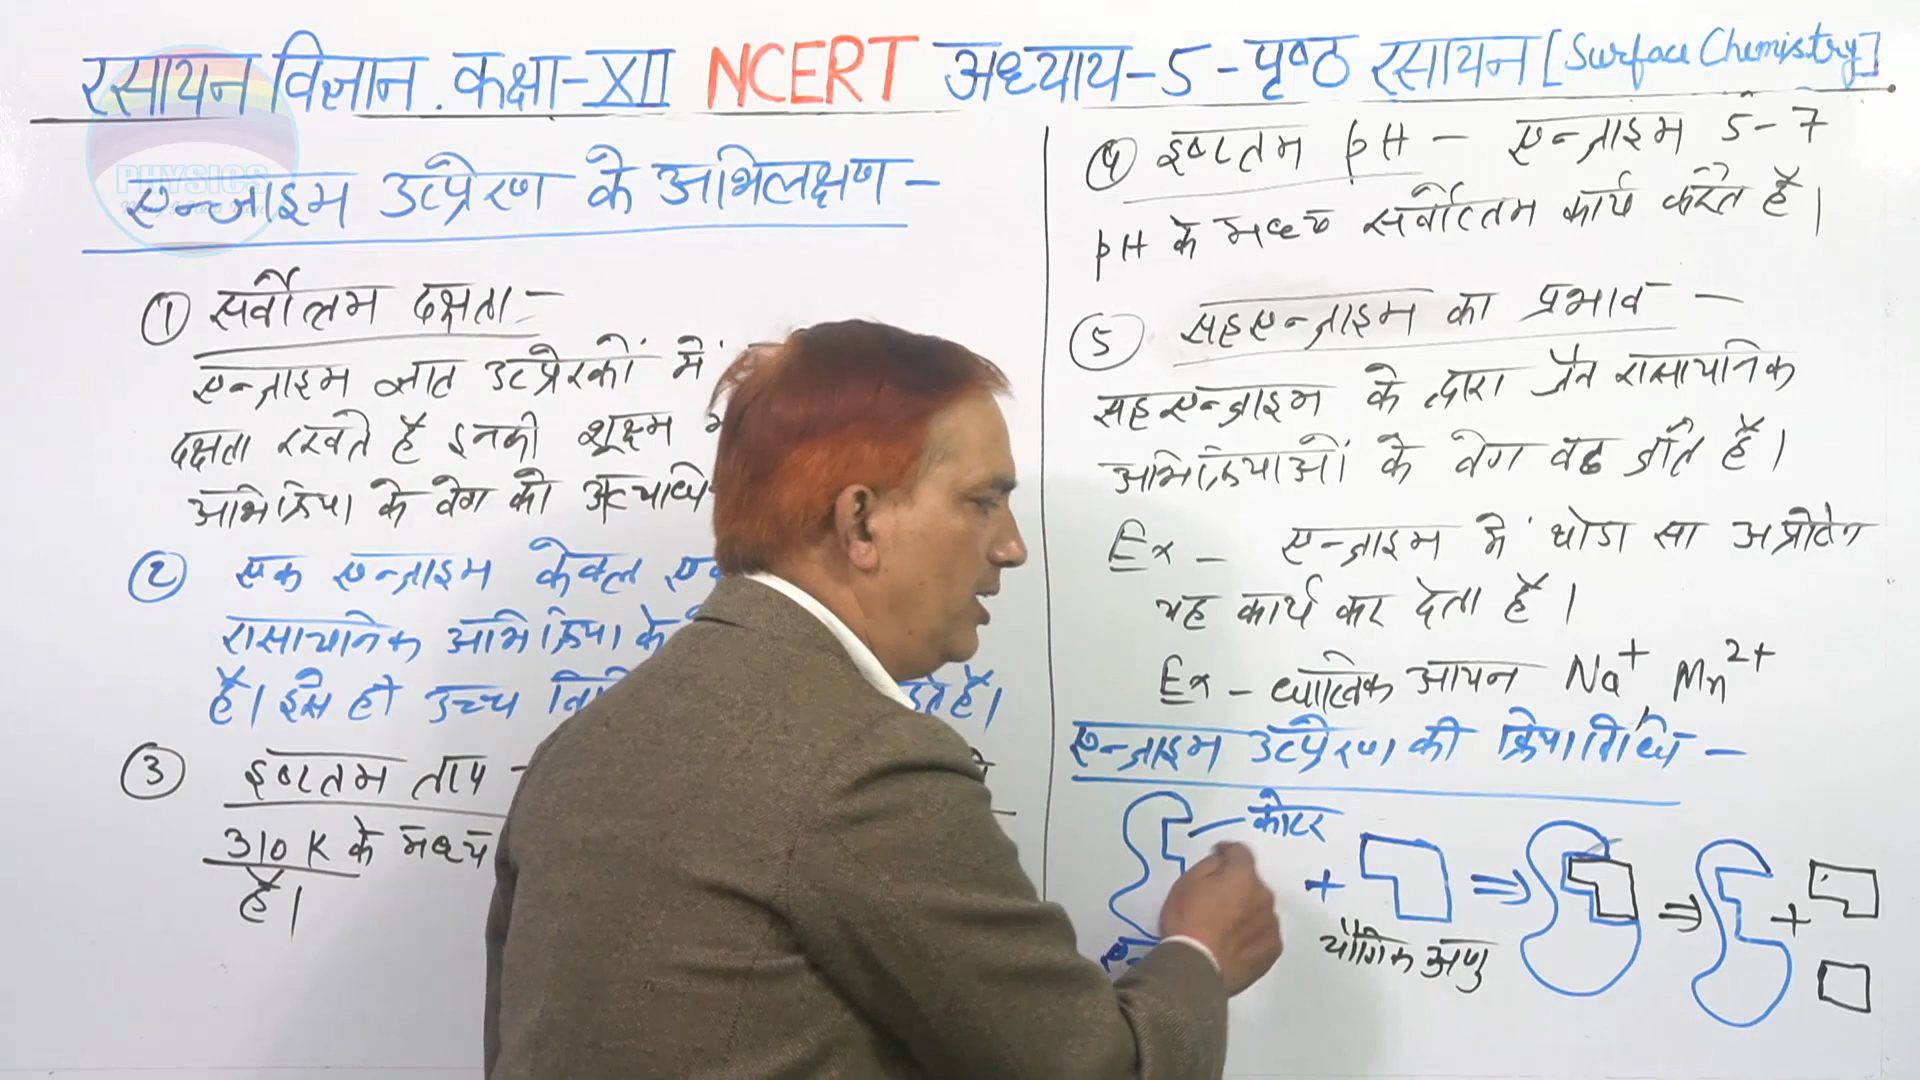 रसायन विज्ञान. कक्षा-XII NCERT अध्याय-5-पृष्ठ रसायन [Surface Chemistry]
PHYSICS
एन्जाइम उत्प्रेरण के अभिलक्षण-
① सर्वोत्तम दक्षता:-
एन्जाइम ज्ञात उत्प्रेरकों में
दक्षता रखते हैं इनकी शूक्ष्म
अभिक्रिया के वेग को अत्याधि
② एक एन्जाइम केवल
रासायनिक अभिक्रिया के
है। इसे ही उच्च हैं।
③ इष्टतम ताप -
310 K के मध्य
हैं।
④ इष्टतम pH - एन्जाइम 5-7
pH के मध्य सर्वोत्तम कार्य करते हैं।
⑤ सहएन्जाइम का प्रभाव -
सहएन्जाइम के द्वारा जैव रासायनिक
अभिक्रियाओं के वेग बढ जाते हैं।
Ex - एन्जाइम में थोडा सा अप्रोटीन
यह कार्य कर देता है।
Ex - धात्विक आयन Na⁺, Mn²⁺
एन्जाइम उत्प्रेरण की क्रियाविधि -
कोटर
+ ⇒ ⇒ +
यौगिक अणु